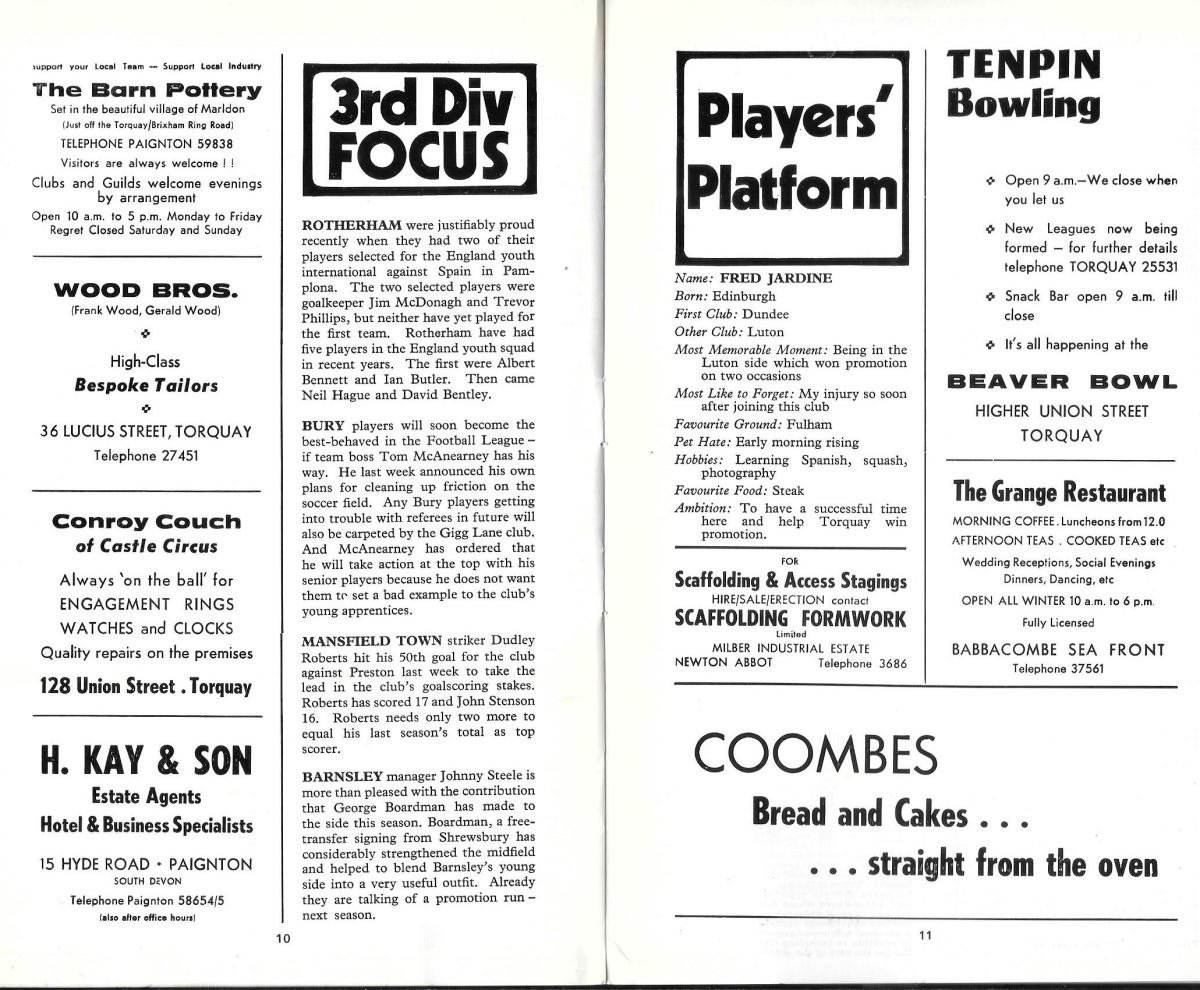 Support your Local Team — Support Local Industry
The Barn Pottery
Set in the beautiful village of Marldon
(Just off the Torquay/Brixham Ring Road)
TELEPHONE PAIGNTON 59838
Visitors are always welcome ! !
Clubs and Guilds welcome evenings
by arrangement
Open 10 a.m. to 5 p.m. Monday to Friday
Regret Closed Saturday and Sunday
WOOD BROS.
(Frank Wood, Gerald Wood)
High-Class
Bespoke Tailors
36 LUCIUS STREET, TORQUAY
Telephone 27451
Conroy Couch
of Castle Circus
Always 'on the ball' for
ENGAGEMENT RINGS
WATCHES and CLOCKS
Quality repairs on the premises
128 Union Street . Torquay
H. KAY & SON
Estate Agents
Hotel & Business Specialists
15 HYDE ROAD · PAIGNTON
SOUTH DEVON
Telephone Paignton 58654/5
(also after office hours)
3rd Div
FOCUS
ROTHERHAM were justifiably proud
recently when they had two of their
players selected for the England youth
international against Spain in Pam-
plona. The two selected players were
goalkeeper Jim McDonagh and Trevor
Phillips, but neither have yet played for
the first team. Rotherham have had
five players in the England youth squad
in recent years. The first were Albert
Bennett and Ian Butler. Then came
Neil Hague and David Bentley.
BURY players will soon become the
best-behaved in the Football League –
if team boss Tom McAnearney has his
way. He last week announced his own
plans for cleaning up friction on the
soccer field. Any Bury players getting
into trouble with referees in future will
also be carpeted by the Gigg Lane club.
And McAnearney has ordered that
he will take action at the top with his
senior players because he does not want
them to set a bad example to the club's
young apprentices.
MANSFIELD TOWN striker Dudley
Roberts hit his 50th goal for the club
against Preston last week to take the
lead in the club's goalscoring stakes.
Roberts has scored 17 and John Stenson
16. Roberts needs only two more to
equal his last season's total as top
scorer.
BARNSLEY manager Johnny Steele is
more than pleased with the contribution
that George Boardman has made to
the side this season. Boardman, a free-
transfer signing from Shrewsbury has
considerably strengthened the midfield
and helped to blend Barnsley's young
side into a very useful outfit. Already
they are talking of a promotion run –
next season.
10
Players'
Platform
Name: FRED JARDINE
Born: Edinburgh
First Club: Dundee
Other Club: Luton
Most Memorable Moment: Being in the
Luton side which won promotion
on two occasions
Most Like to Forget: My injury so soon
after joining this club
Favourite Ground: Fulham
Pet Hate: Early morning rising
Hobbies: Learning Spanish, squash,
photography
Favourite Food: Steak
Ambition: To have a successful time
here and help Torquay win
promotion.
FOR
Scaffolding & Access Stagings
HIRE/SALE/ERECTION contact
SCAFFOLDING FORMWORK
Limited
MILBER INDUSTRIAL ESTATE
NEWTON ABBOT Telephone 3686
TENPIN
Bowling
Open 9 a.m.—We close when
you let us
New Leagues now being
formed – for further details
telephone TORQUAY 25531
Snack Bar open 9 a.m. till
close
It's all happening at the
BEAVER BOWL
HIGHER UNION STREET
TORQUAY
The Grange Restaurant
MORNING COFFEE . Luncheons from 12.0
AFTERNOON TEAS . COOKED TEAS etc
Wedding Receptions, Social Evenings
Dinners, Dancing, etc
OPEN ALL WINTER 10 a.m. to 6 p.m.
Fully Licensed
BABBACOMBE SEA FRONT
Telephone 37561
COOMBES
Bread and Cakes . . .
. . . straight from the oven
11